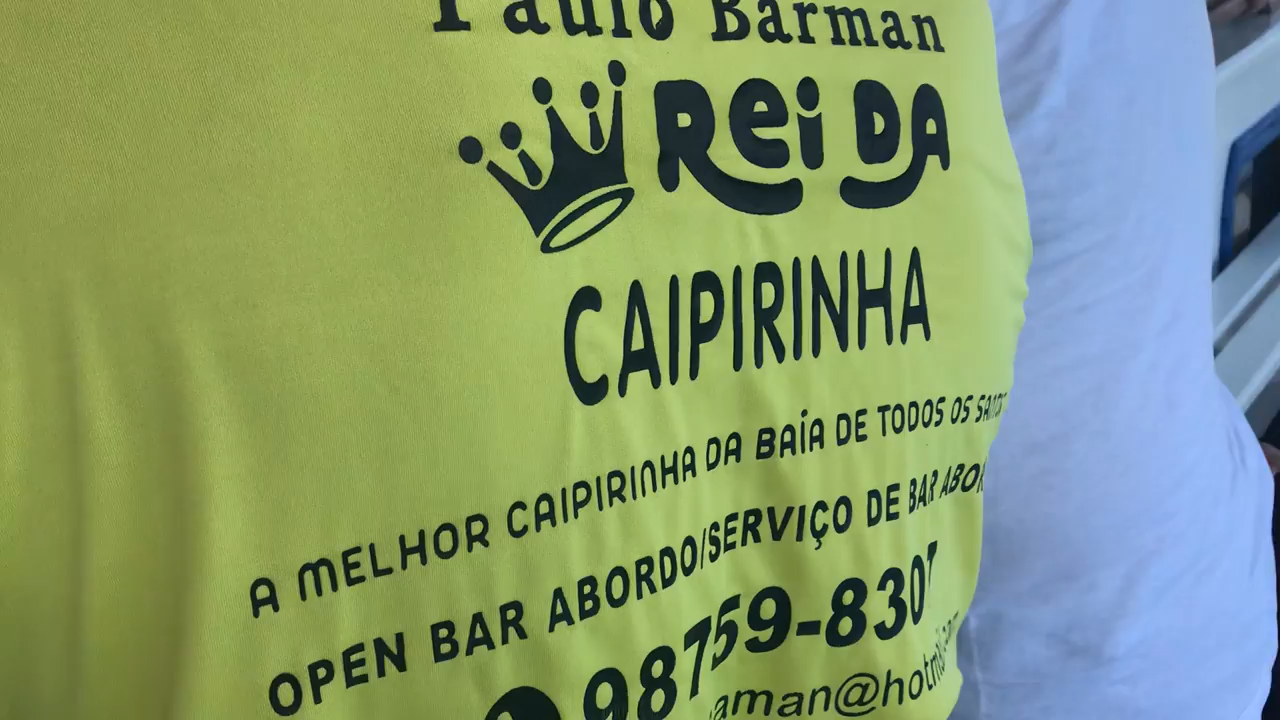 Paulo Barman
Rei DA
CAIPIRINHA
A MELHOR CAIPIRINHA DA BAÍA DE TODOS OS
OPEN BAR ABORDO/SERVIÇO DE BAR
98759-8307